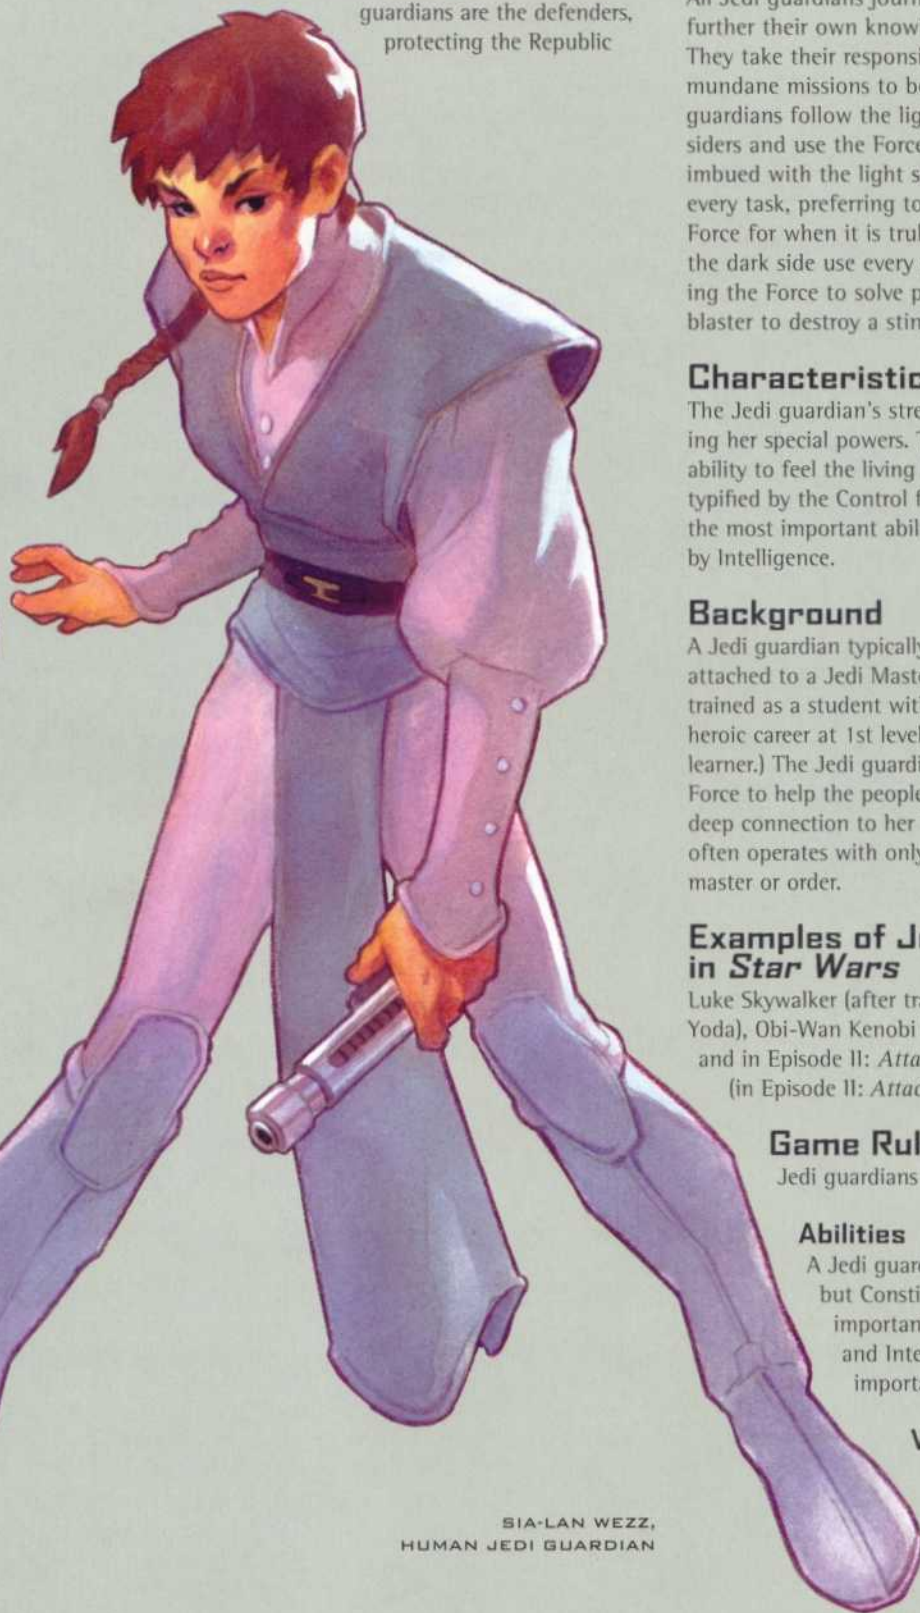 guardians are the defenders,
protecting the Republic
All Jedi guardians journ
further their own know
They take their responsi
mundane missions to be
guardians follow the lig
siders and use the Force
imbued with the light s
every task, preferring to
Force for when it is trul
the dark side use every
ing the Force to solve p
blaster to destroy a stin
Characteristic
The Jedi guardian's stre
ing her special powers. T
ability to feel the living
typified by the Control F
the most important abil
by Intelligence.
Background
A Jedi guardian typically
attached to a Jedi Maste
trained as a student wit
heroic career at 1st level
learner.) The Jedi guardi
Force to help the people
deep connection to her
often operates with only
master or order.
Examples of J
in Star Wars
Luke Skywalker (after tra
Yoda), Obi-Wan Kenobi
and in Episode II: Atta
(in Episode II: Attac
Game Rul
Jedi guardians
Abilities
A Jedi guard
but Consti
importan
and Inte
importa
V
SIA-LAN WEZZ,
HUMAN JEDI GUARDIAN